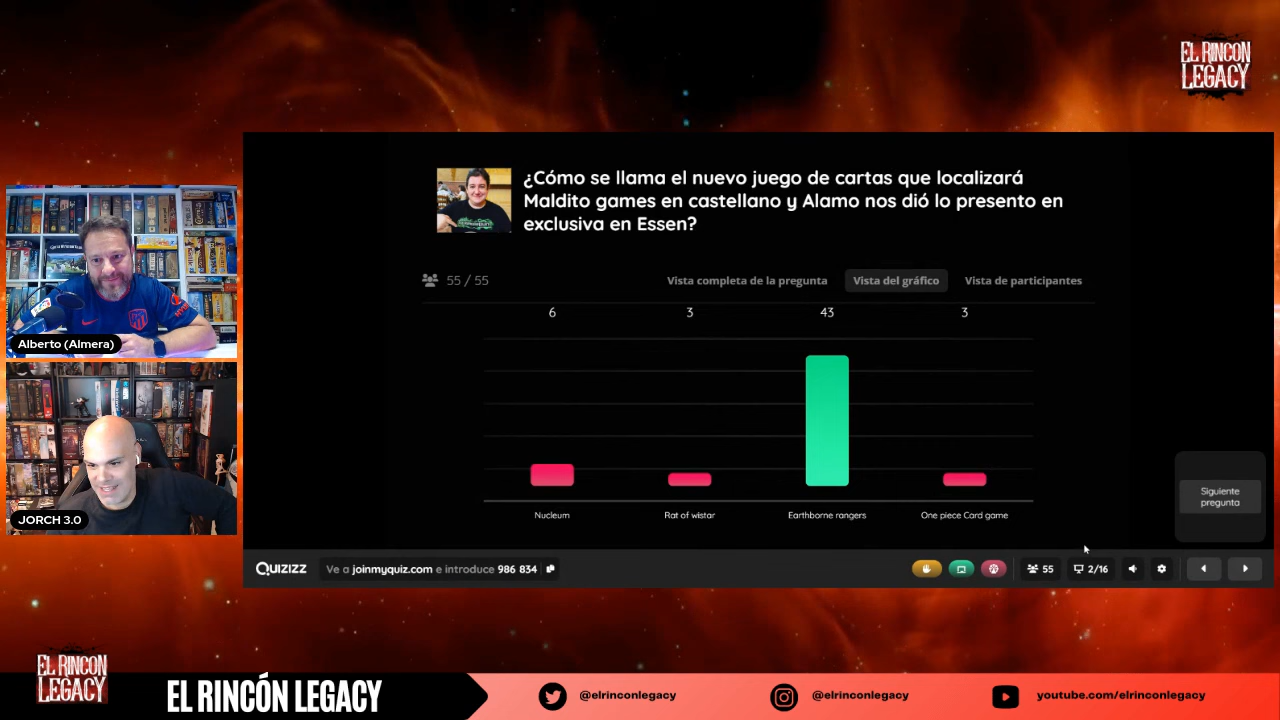 EL RINCON
LEGACY
¿Cómo se llama el nuevo juego de cartas que localizará
Maldito games en castellano y Alamo nos dió lo presento en
exclusiva en Essen?
55 / 55
Vista completa de la pregunta
Vista del gráfico
Vista de participantes
6
3
43
3
Nucleum
Rat of wistar
Earthborne rangers
One piece Card game
Alberto (Almera)
JORCH 3.0
Siguiente
pregunta
QUIZIZZ
Ve a joinmyquiz.com e introduce 986 834
55
2/16
EL RINCON
LEGACY
EL RINCÓN LEGACY
@elrinconlegacy
@elrinconlegacy
youtube.com/elrinconlegacy